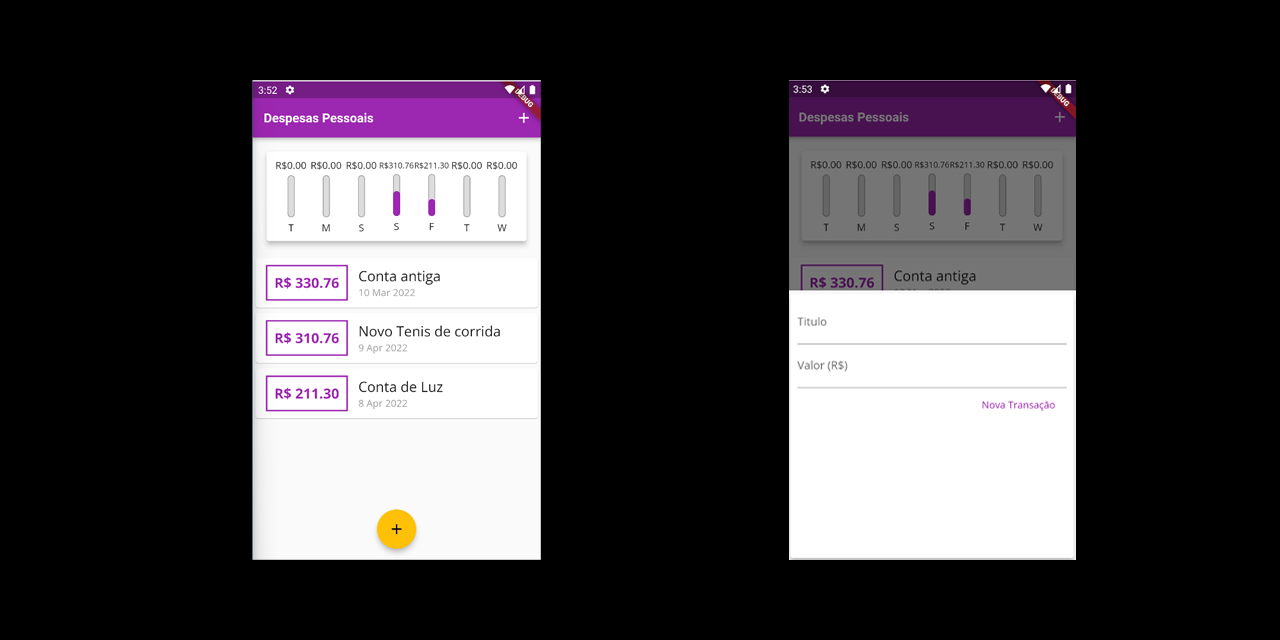 3:52
DEBUG
Despesas Pessoais +
R$0.00 R$0.00 R$0.00 R$310.76 R$211.30 R$0.00 R$0.00
T M S S F T W
R$ 330.76
Conta antiga
10 Mar 2022
R$ 310.76
Novo Tenis de corrida
9 Apr 2022
R$ 211.30
Conta de Luz
8 Apr 2022
+
3:53
DEBUG
Despesas Pessoais +
R$0.00 R$0.00 R$0.00 R$310.76 R$211.30 R$0.00 R$0.00
T M S S F T W
R$ 330.76
Conta antiga
Titulo
Valor (R$)
Nova Transação